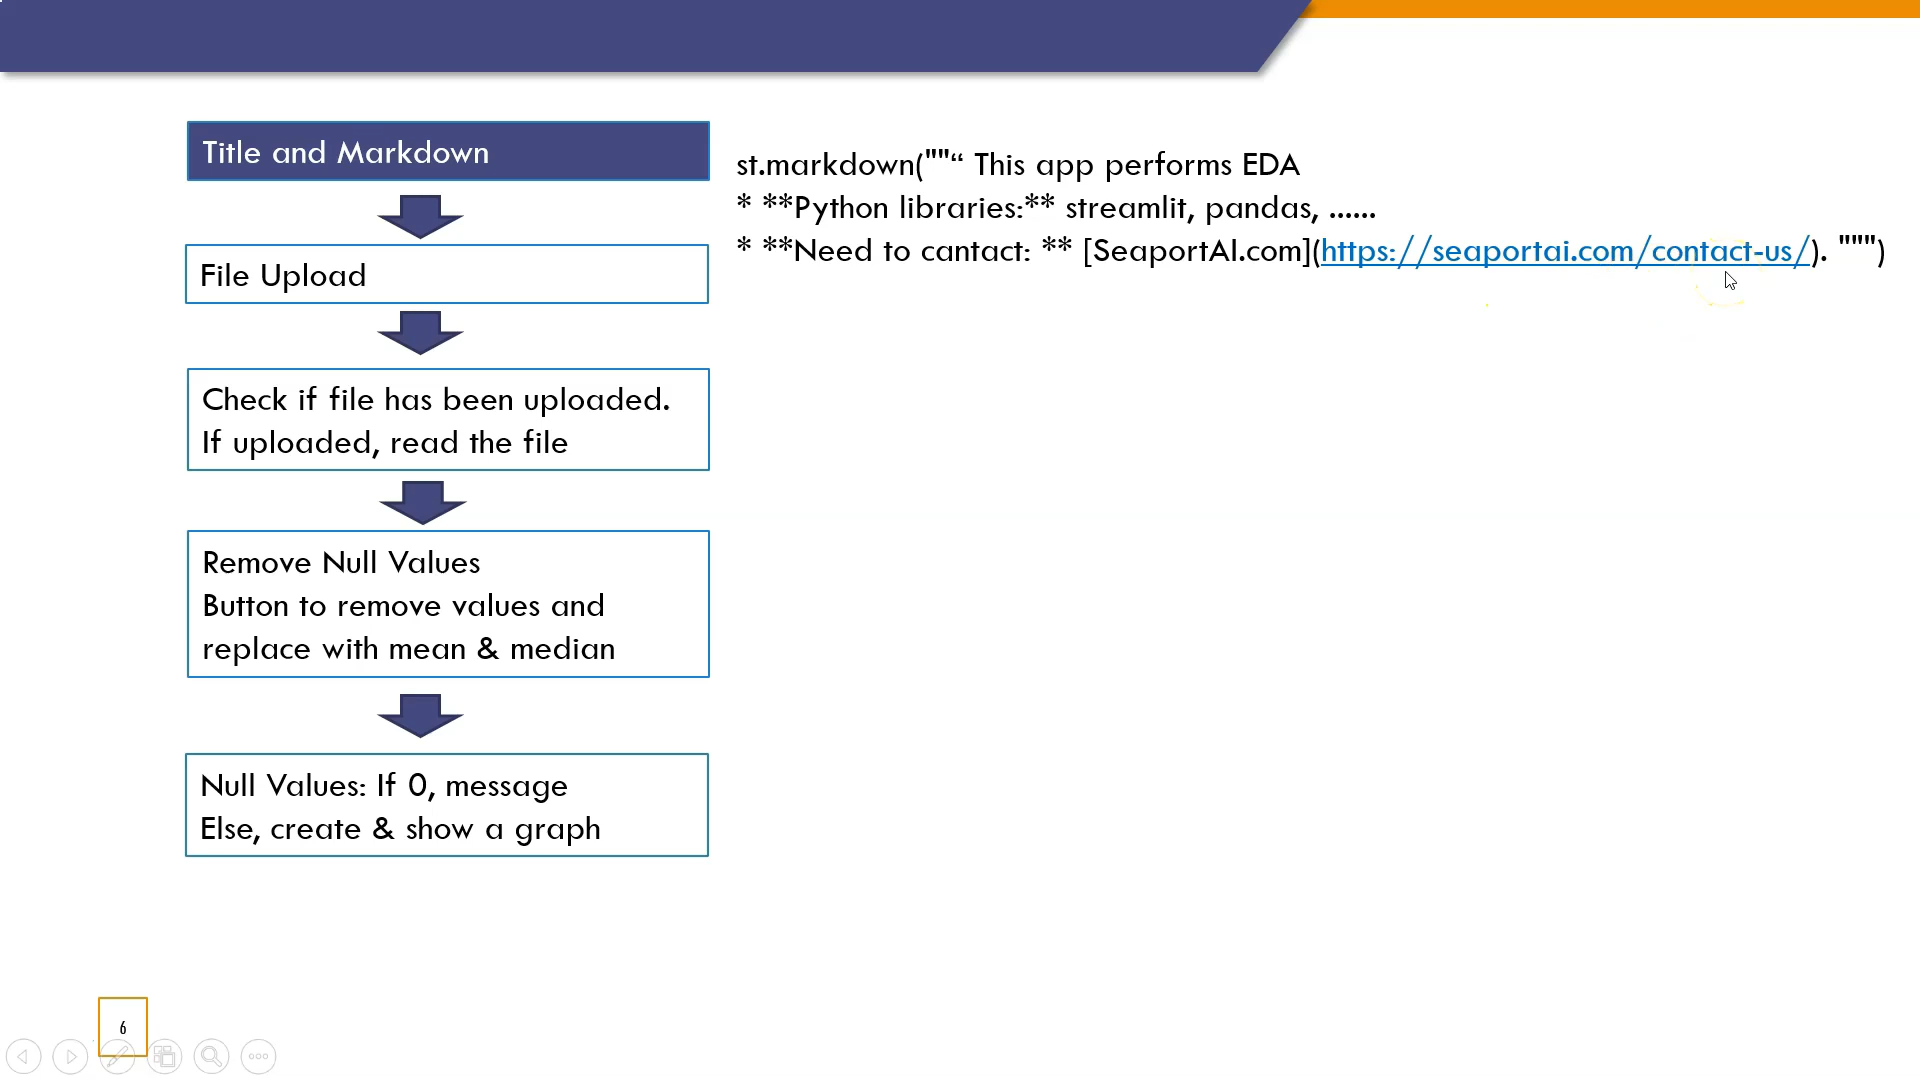 Title and Markdown
st.markdown("""“ This app performs EDA
* **Python libraries:** streamlit, pandas, ......
* **Need to cantact: ** [SeaportAI.com](https://seaportai.com/contact-us/). """)
File Upload
Check if file has been uploaded.
If uploaded, read the file
Remove Null Values
Button to remove values and
replace with mean & median
Null Values: If 0, message
Else, create & show a graph
6